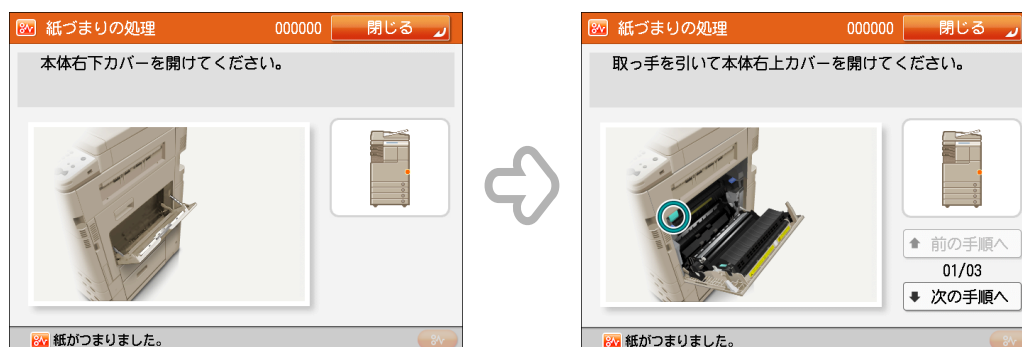 紙づまりの処理 000000 閉じる
本体右下カバーを開けてください。
紙がつまりました。
紙づまりの処理 000000 閉じる
取っ手を引いて本体右上カバーを開けてください。
前の手順へ
01/03
次の手順へ
紙がつまりました。